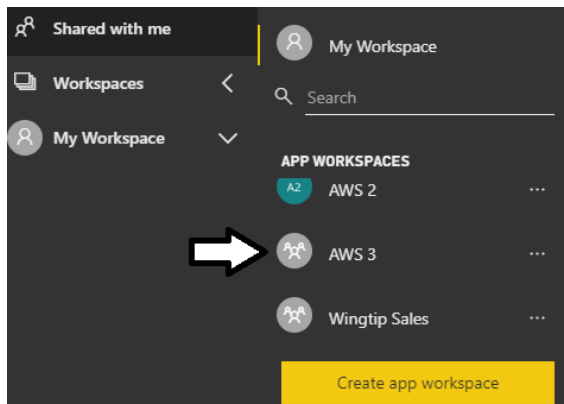 Shared with me
Workspaces
My Workspace
My Workspace
Search
APP WORKSPACES
A2 AWS 2
AWS 3
Wingtip Sales
Create app workspace